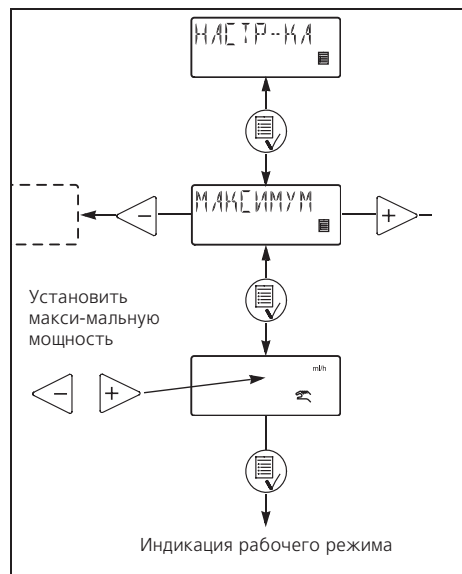 НАСТР-КА
МАКСИМУМ
Установить
макси-мальную
мощность
ml/h
Индикация рабочего режима